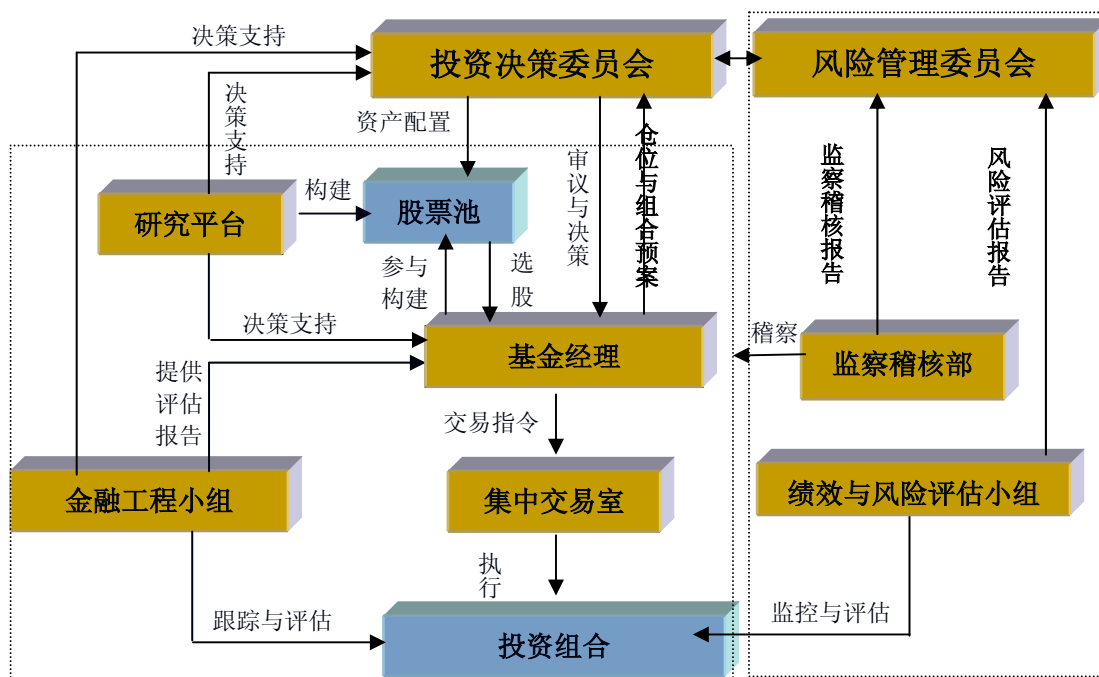 决策支持
投资决策委员会
风险管理委员会
决策支持
资产配置
审议与决策
仓位与组合预案
监察稽核报告
风险评估报告
研究平台
构建
股票池
参与
构建
选股
决策支持
基金经理
稽察
监察稽核部
提供
评估
报告
交易指令
金融工程小组
集中交易室
绩效与风险评估小组
执行
跟踪与评估
投资组合
监控与评估